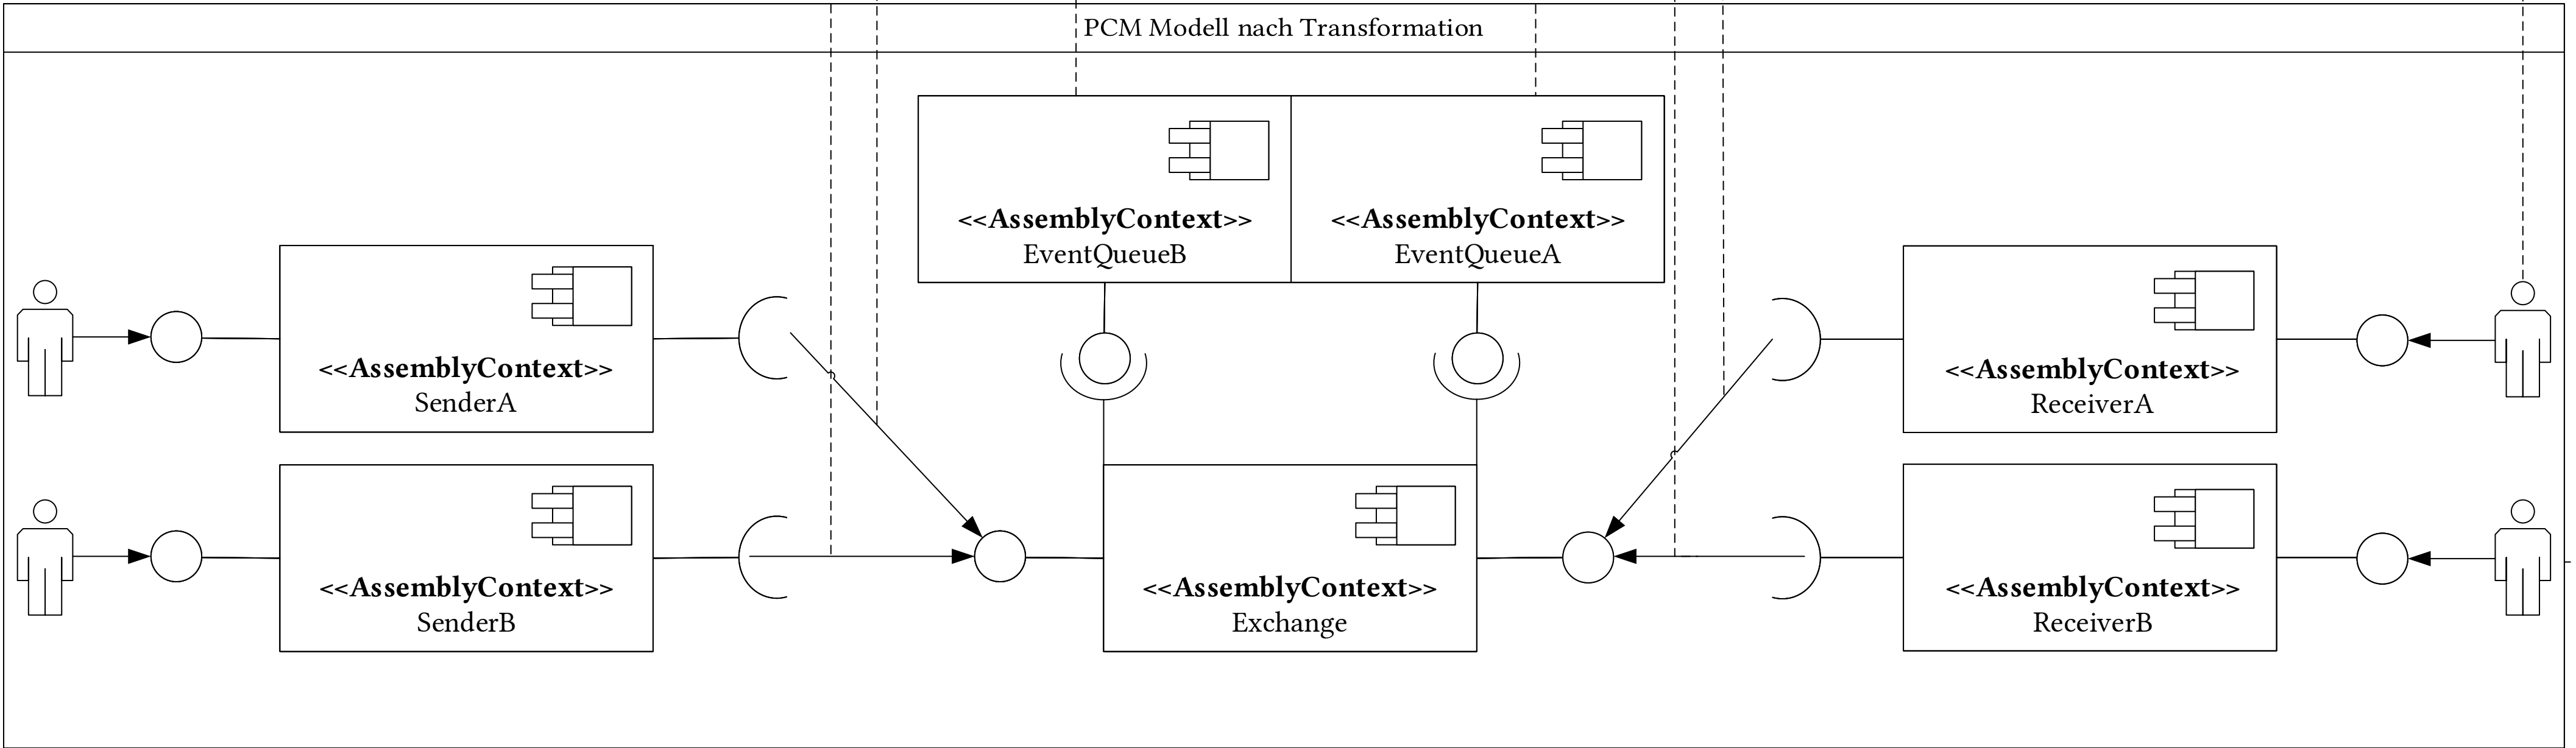 PCM Modell nach Transformation
<<AssemblyContext>>
EventQueueB
<<AssemblyContext>>
EventQueueA
<<AssemblyContext>>
SenderA
<<AssemblyContext>>
ReceiverA
<<AssemblyContext>>
SenderB
<<AssemblyContext>>
Exchange
<<AssemblyContext>>
ReceiverB